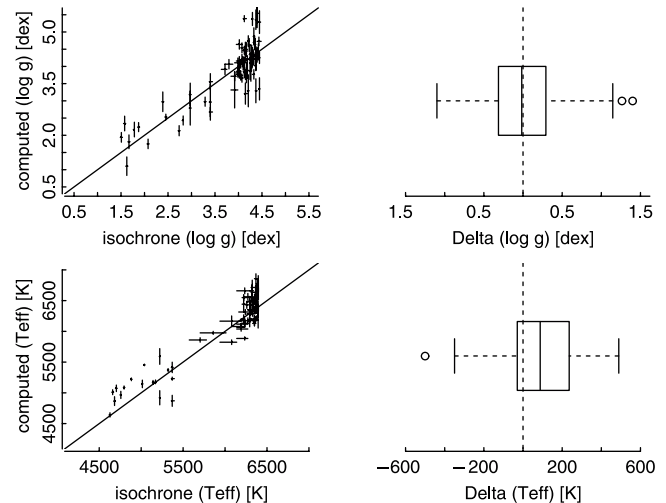 computed (log g) [dex]
0.5 2.0 3.5 5.0
0.5 1.5 2.5 3.5 4.5 5.5
isochrone (log g) [dex]
1.5 0.5 0.5 1.5
Delta (log g) [dex]
computed (Teff) [K]
4500 5500 6500
4500 5500 6500
isochrone (Teff) [K]
−600 −200 200 600
Delta (Teff) [K]